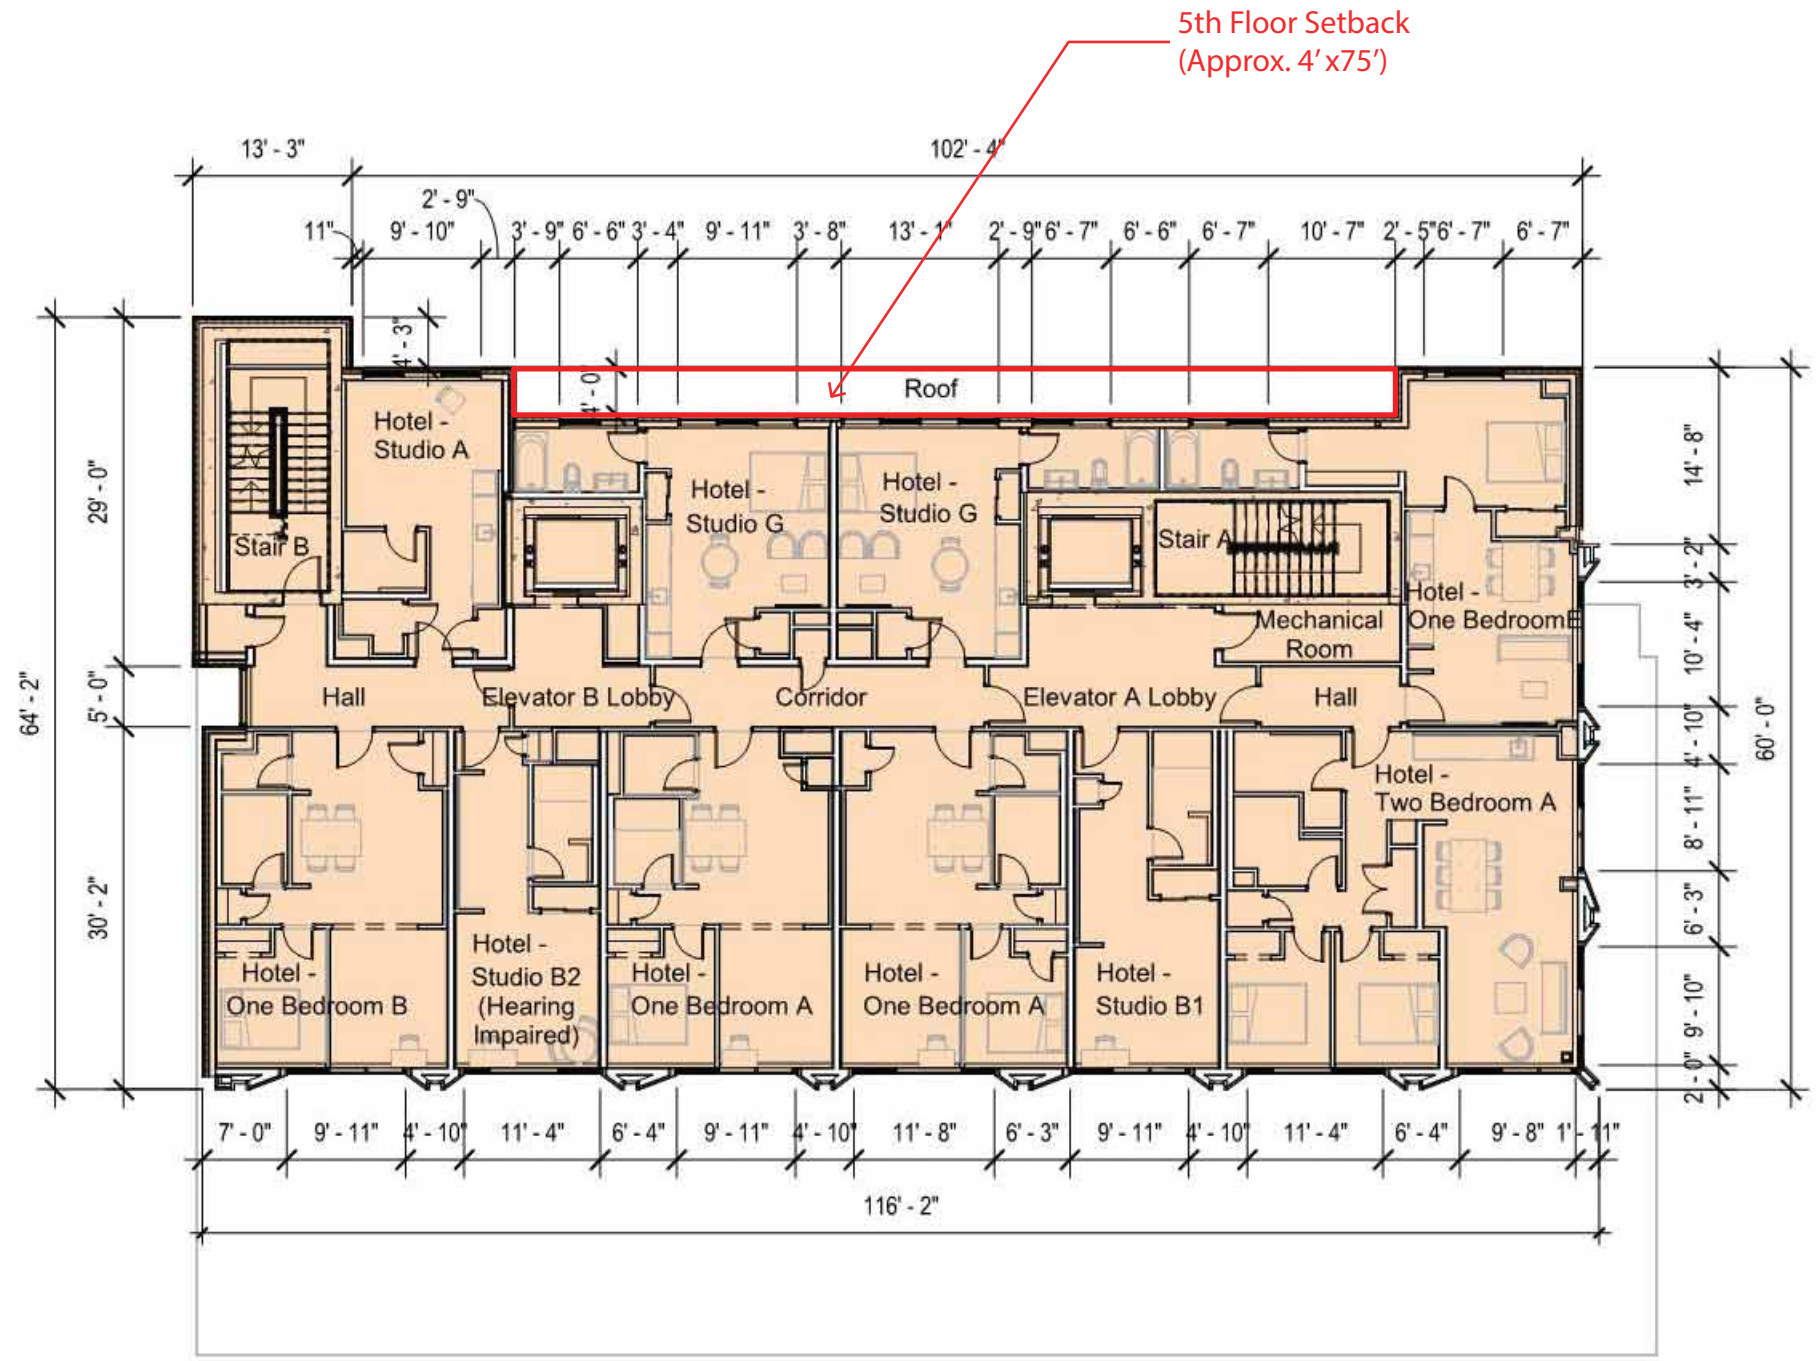 5th Floor Setback
(Approx. 4' x75')
13' - 3"
102' - 4"
2' - 9"
11"
9' - 10"
3' - 9"
6' - 6"
3' - 4"
9' - 11"
3' - 8"
13' - 1"
2' - 9"
6' - 7"
6' - 6"
6' - 7"
10' - 7"
2' - 5"
6' - 7"
6' - 7"
4' - 3"
4' - 0"
Roof
Hotel -
Studio A
Hotel -
Studio G
Hotel -
Studio G
Stair B
Stair A
Hotel -
One Bedroom
Mechanical
Room
Hall
Elevator B Lobby
Corridor
Elevator A Lobby
Hall
Hotel -
Two Bedroom A
Hotel -
One Bedroom B
Hotel -
Studio B2
(Hearing
Impaired)
Hotel -
One Bedroom A
Hotel -
One Bedroom A
Hotel -
Studio B1
64' - 2"
29' - 0"
5' - 0"
30' - 2"
14' - 8"
3' - 2"
10' - 4"
4' - 10"
8' - 11"
6' - 3"
9' - 10"
2' - 0"
60' - 0"
7' - 0"
9' - 11"
4' - 10"
11' - 4"
6' - 4"
9' - 11"
4' - 10"
11' - 8"
6' - 3"
9' - 11"
4' - 10"
11' - 4"
6' - 4"
9' - 8"
1' - 11"
116' - 2"